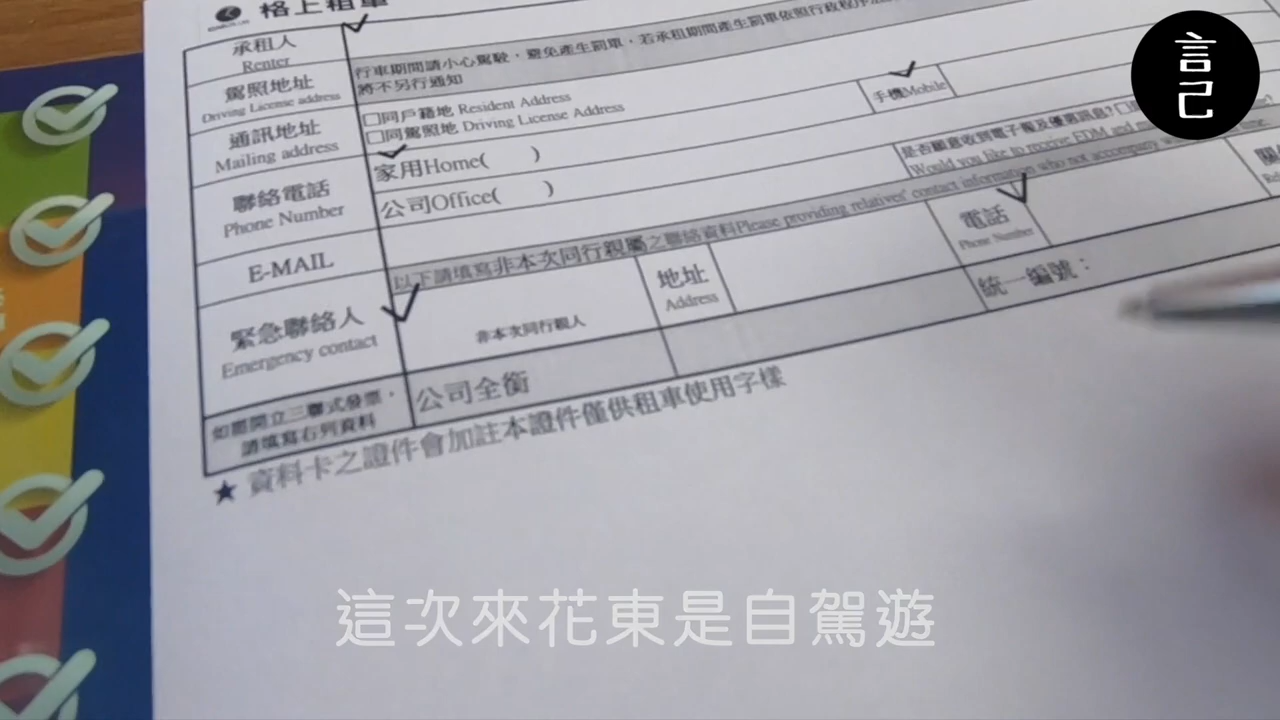 格上租車
承租人
Renter
行車期間請小心駕駛，避免產生罰單，若承租期間產生罰單依照行政程序
將不另行通知
駕照地址
Driving License address
通訊地址
Mailing address
□同戶籍地 Resident Address
□同駕照地 Driving License Address
手機Mobile
聯絡電話
Phone Number
家用Home( )
公司Office( )
是否願意收到電子報及優惠訊息?
Would you like to receive EDM and
E-MAIL
以下請填寫非本次同行親屬之聯絡資料Please providing relatives' contact information who not accompany
緊急聯絡人
Emergency contact
非本次同行親人
地址
Address
電話
Phone Number
如需開立三聯式發票，
請填寫右列資料
公司全銜
統一編號：
★ 資料卡之證件會加註本證件僅供租車使用字樣
言己
這次來花東是自駕遊